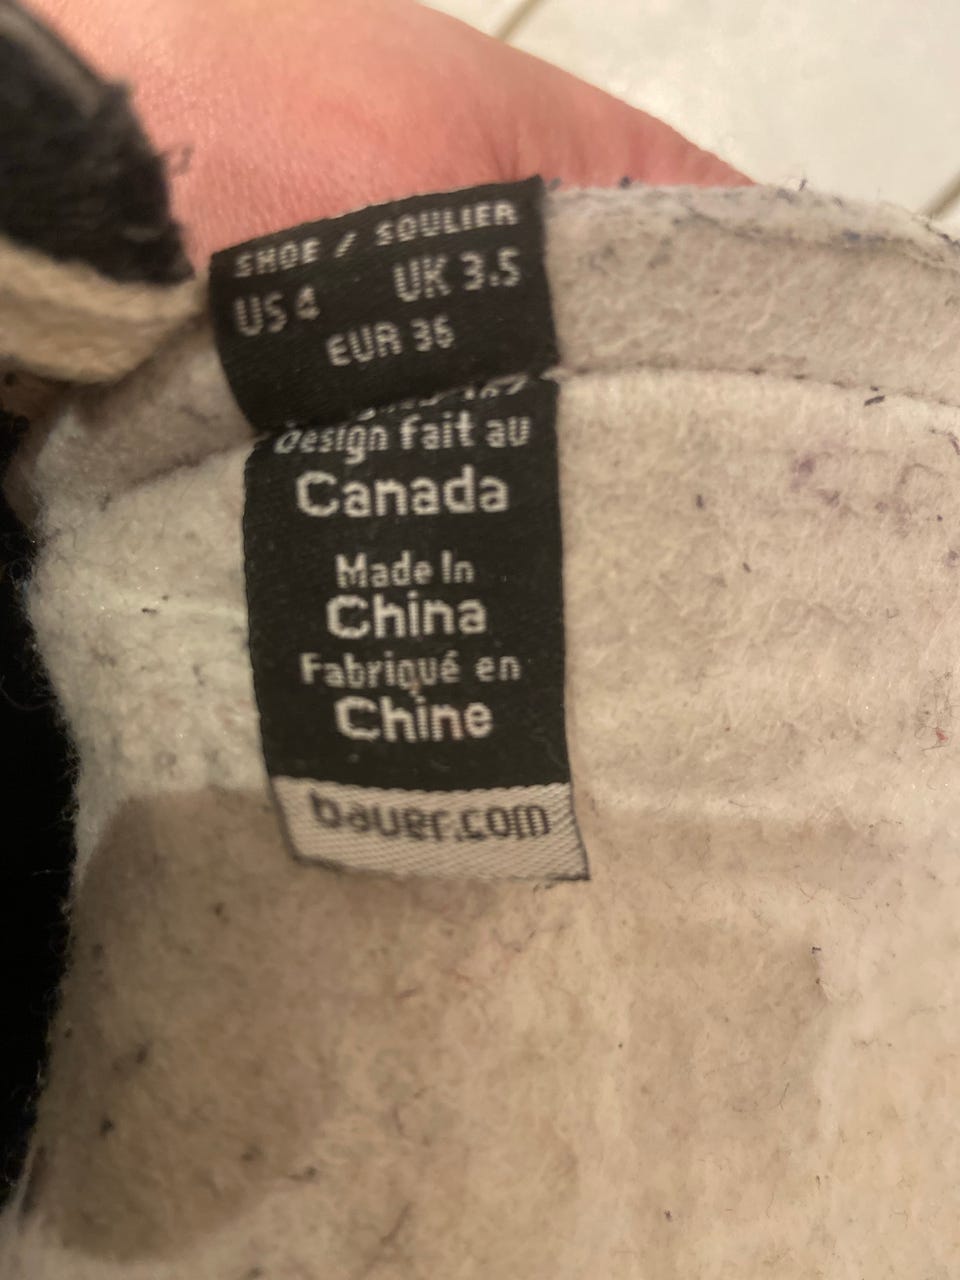 SHOE / SOULIER
US 4 UK 3.5
EUR 36
Design fait au
Canada
Made In
China
Fabriqué en
Chine
bauer.com